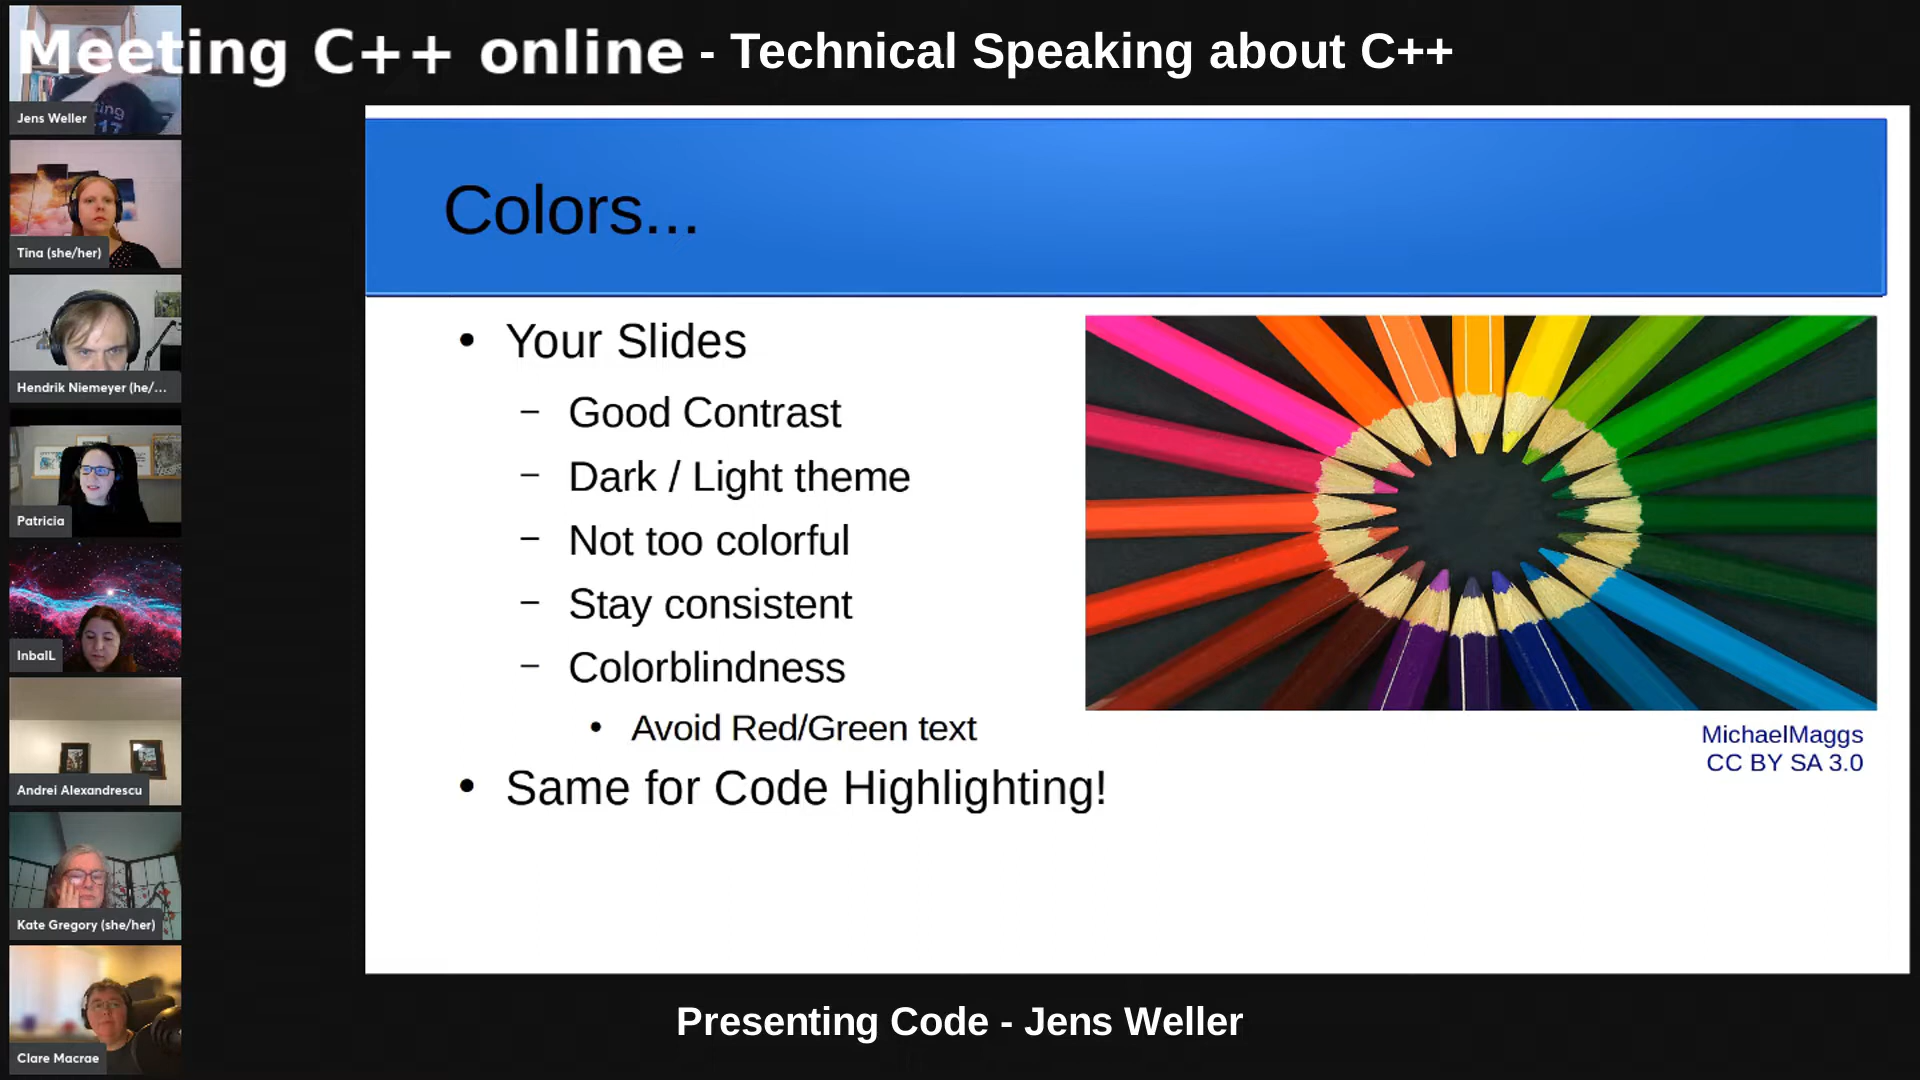 Meeting C++ online - Technical Speaking about C++
ting
17
Jens Weller
Tina (she/her)
Hendrik Niemeyer (he/...
Patricia
InbalL
Andrei Alexandrescu
Kate Gregory (she/her)
Clare Macrae
Colors...
• Your Slides
– Good Contrast
– Dark / Light theme
– Not too colorful
– Stay consistent
– Colorblindness
• Avoid Red/Green text
• Same for Code Highlighting!
MichaelMaggs
CC BY SA 3.0
Presenting Code - Jens Weller